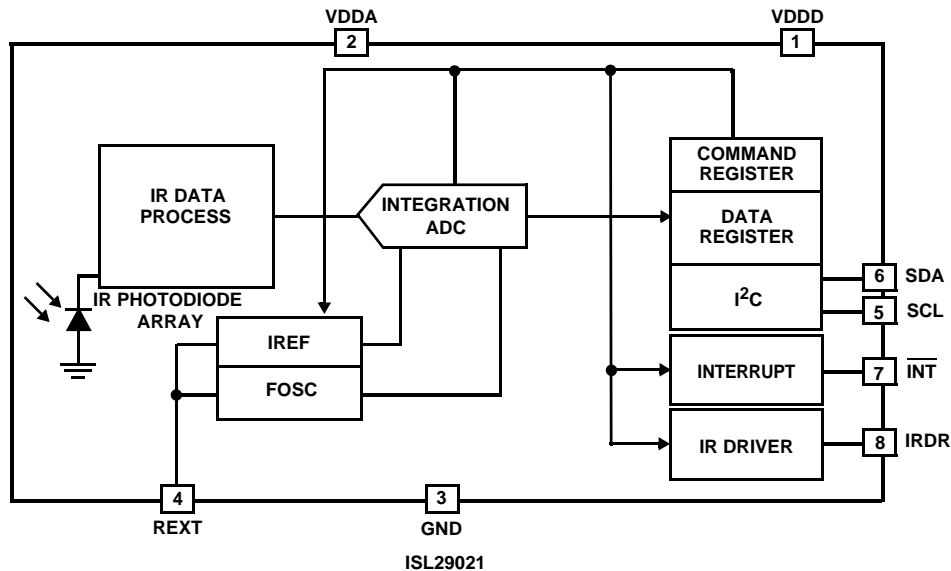 VDDA
VDDD
2
1
COMMAND
REGISTER
IR DATA
PROCESS
INTEGRATION
ADC
DATA
REGISTER
6 SDA
I²C
5 SCL
IR PHOTODIODE
ARRAY
IREF
INTERRUPT
7 INT
FOSC
IR DRIVER
8 IRDR
4
3
REXT
GND
ISL29021